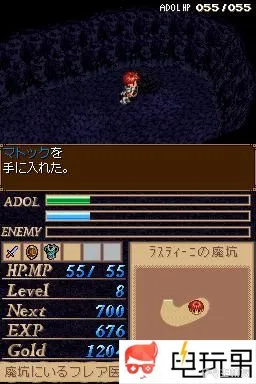 ADOL HP 055/055
マトックを
手に入れた。
ADOL
ENEMY
ラスティーニの廃坑
HP.MP 55/ 55
Level 8
Next 700
EXP 676
Gold 1204
廃坑にいるフレア医
电玩男